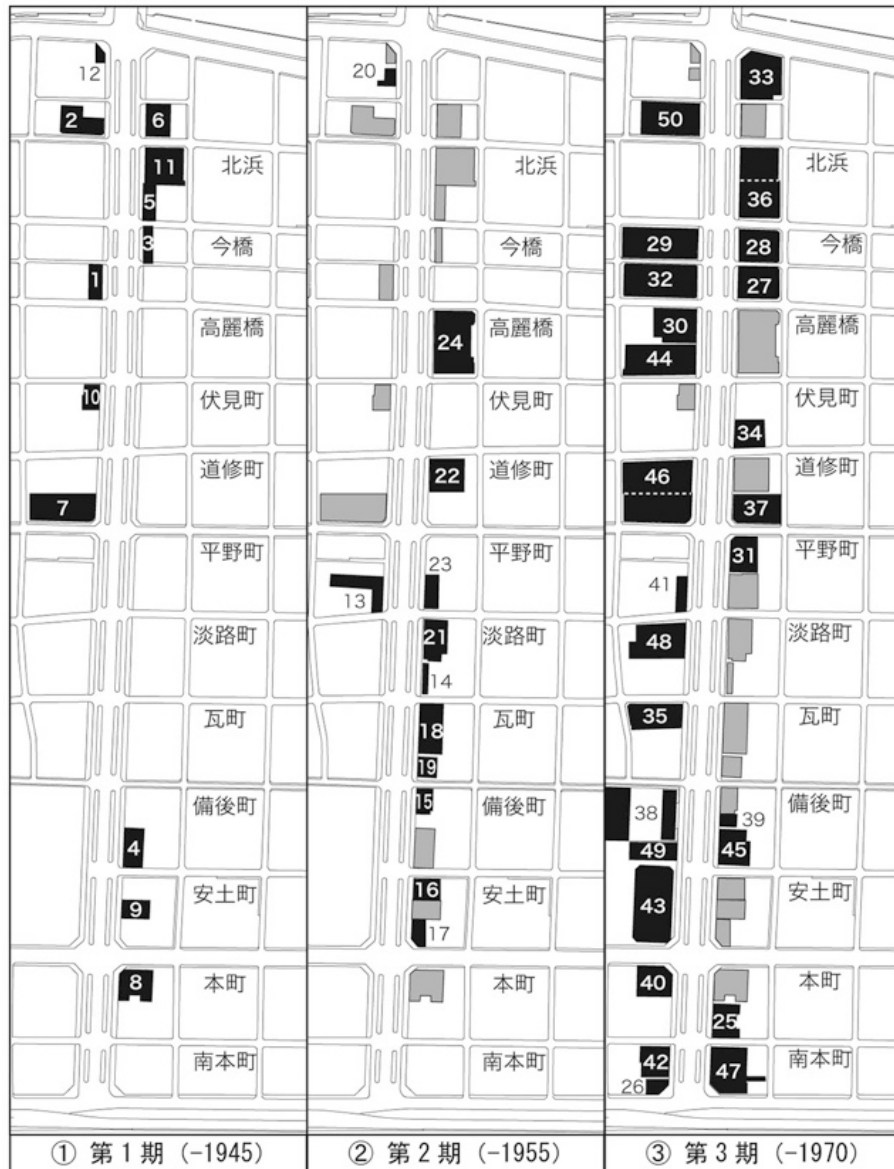 12
2
6
11
北浜
5
3
今橋
1
高麗橋
10
伏見町
道修町
7
平野町
淡路町
瓦町
備後町
4
安土町
9
8
本町
南本町
① 第1期 (-1945)
20
北浜
今橋
24
高麗橋
伏見町
22
道修町
23
平野町
13
21
淡路町
14
18
瓦町
19
15
備後町
16
安土町
17
本町
南本町
② 第2期 (-1955)
33
50
北浜
36
29
28
今橋
32
27
30
高麗橋
44
伏見町
34
46
道修町
37
31
平野町
41
48
淡路町
35
瓦町
38
備後町
39
49
45
43
安土町
40
本町
25
42
47
南本町
26
③ 第3期 (-1970)